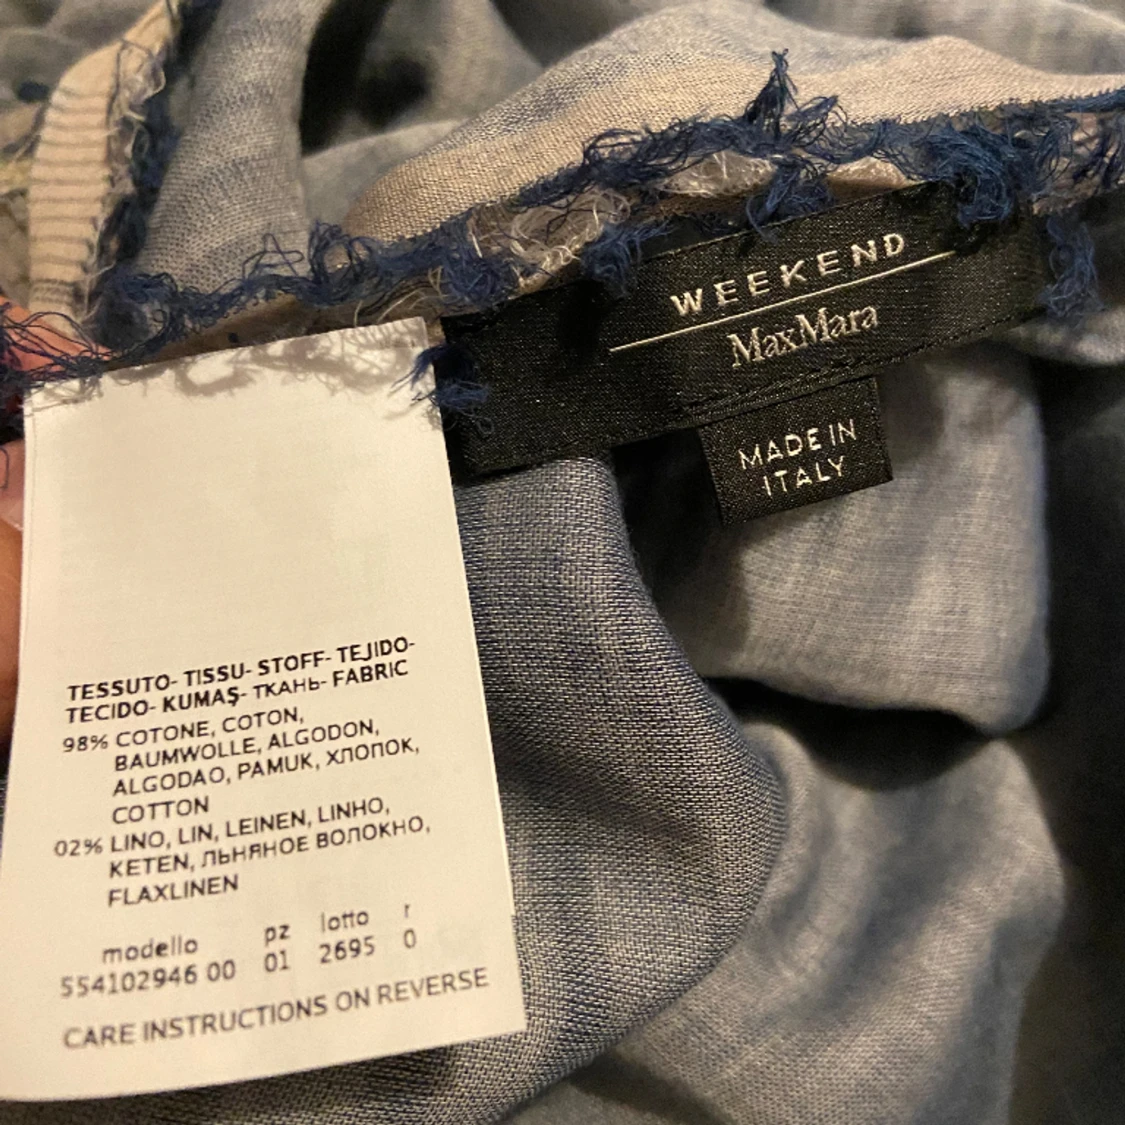 WEEKEND
MaxMara
MADE IN
ITALY
TESSUTO- TISSU- STOFF- TEJIDO-
TECIDO- KUMAŞ- ТКАНЬ- FABRIC
98% COTONE, COTON,
BAUMWOLLE, ALGODON,
ALGODAO, PAMUK, ХЛОПОК,
COTTON
02% LINO, LIN, LEINEN, LINHO,
KETEN, ЛЬНЯНОЕ ВОЛОКНО,
FLAXLINEN
modello pz lotto r
554102946 00 01 2695 0
CARE INSTRUCTIONS ON REVERSE